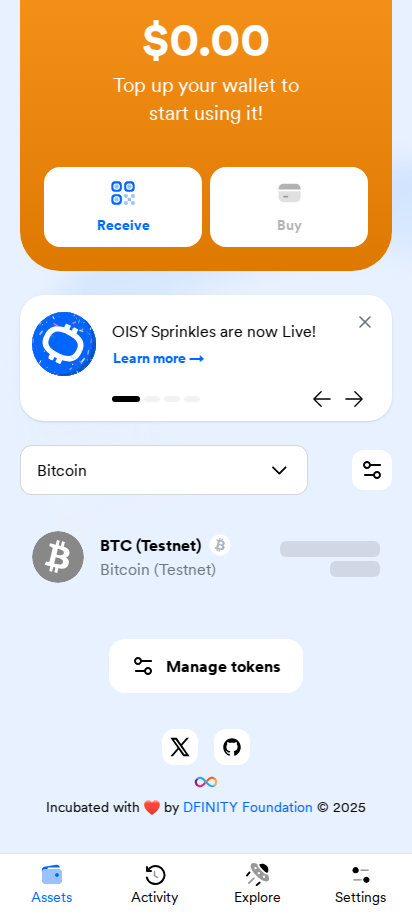 $0.00
Top up your wallet to
start using it!
Receive
Buy
OISY Sprinkles are now Live!
Learn more →
Bitcoin
BTC (Testnet)
Bitcoin (Testnet)
Manage tokens
Incubated with ❤️ by DFINITY Foundation © 2025
Assets
Activity
Explore
Settings